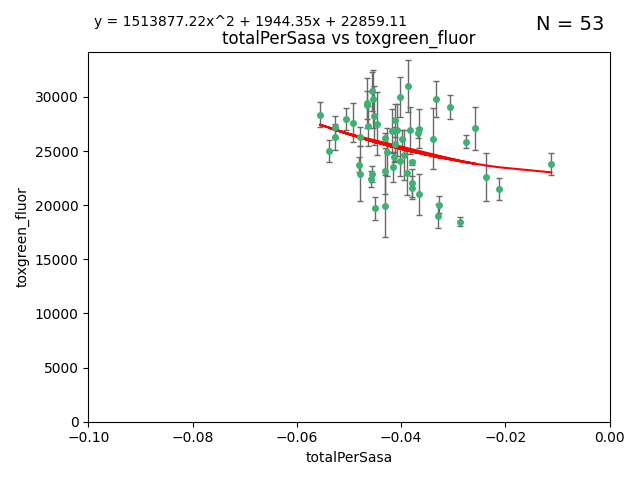 y = 1513877.22x^2 + 1944.35x + 22859.11
N = 53
totalPerSasa vs toxgreen_fluor
toxgreen_fluor
30000
25000
20000
15000
10000
5000
0
−0.10 −0.08 −0.06 −0.04 −0.02 0.00
totalPerSasa